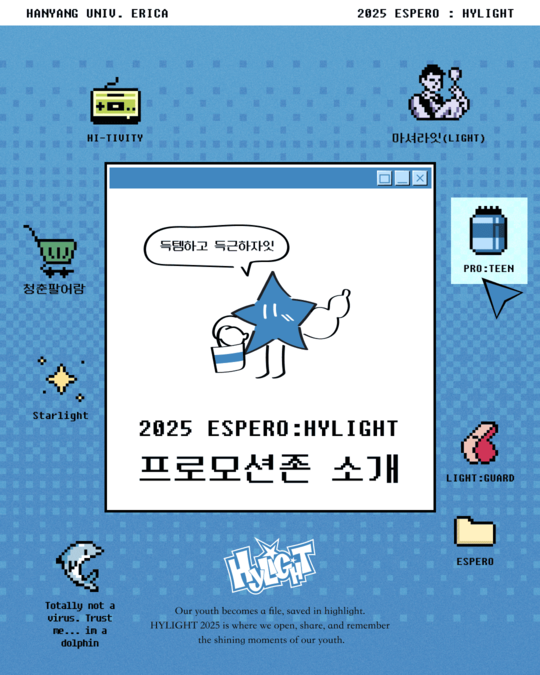 HANYANG UNIV. ERICA
2025 ESPERO : HYLIGHT
HI-TIVITY
마셔라잇(LIGHT)
득템하고 득근하자잇
PRO:TEEN
청춘팔어람
Starlight
2025 ESPERO:HYLIGHT
프로모션존 소개
LIGHT:GUARD
ESPERO
Totally not a
virus. Trust
me... im a
dolphin
HYLIGHT
Our youth becomes a file, saved in highlight.
HYLIGHT 2025 is where we open, share, and remember
the shining moments of our youth.